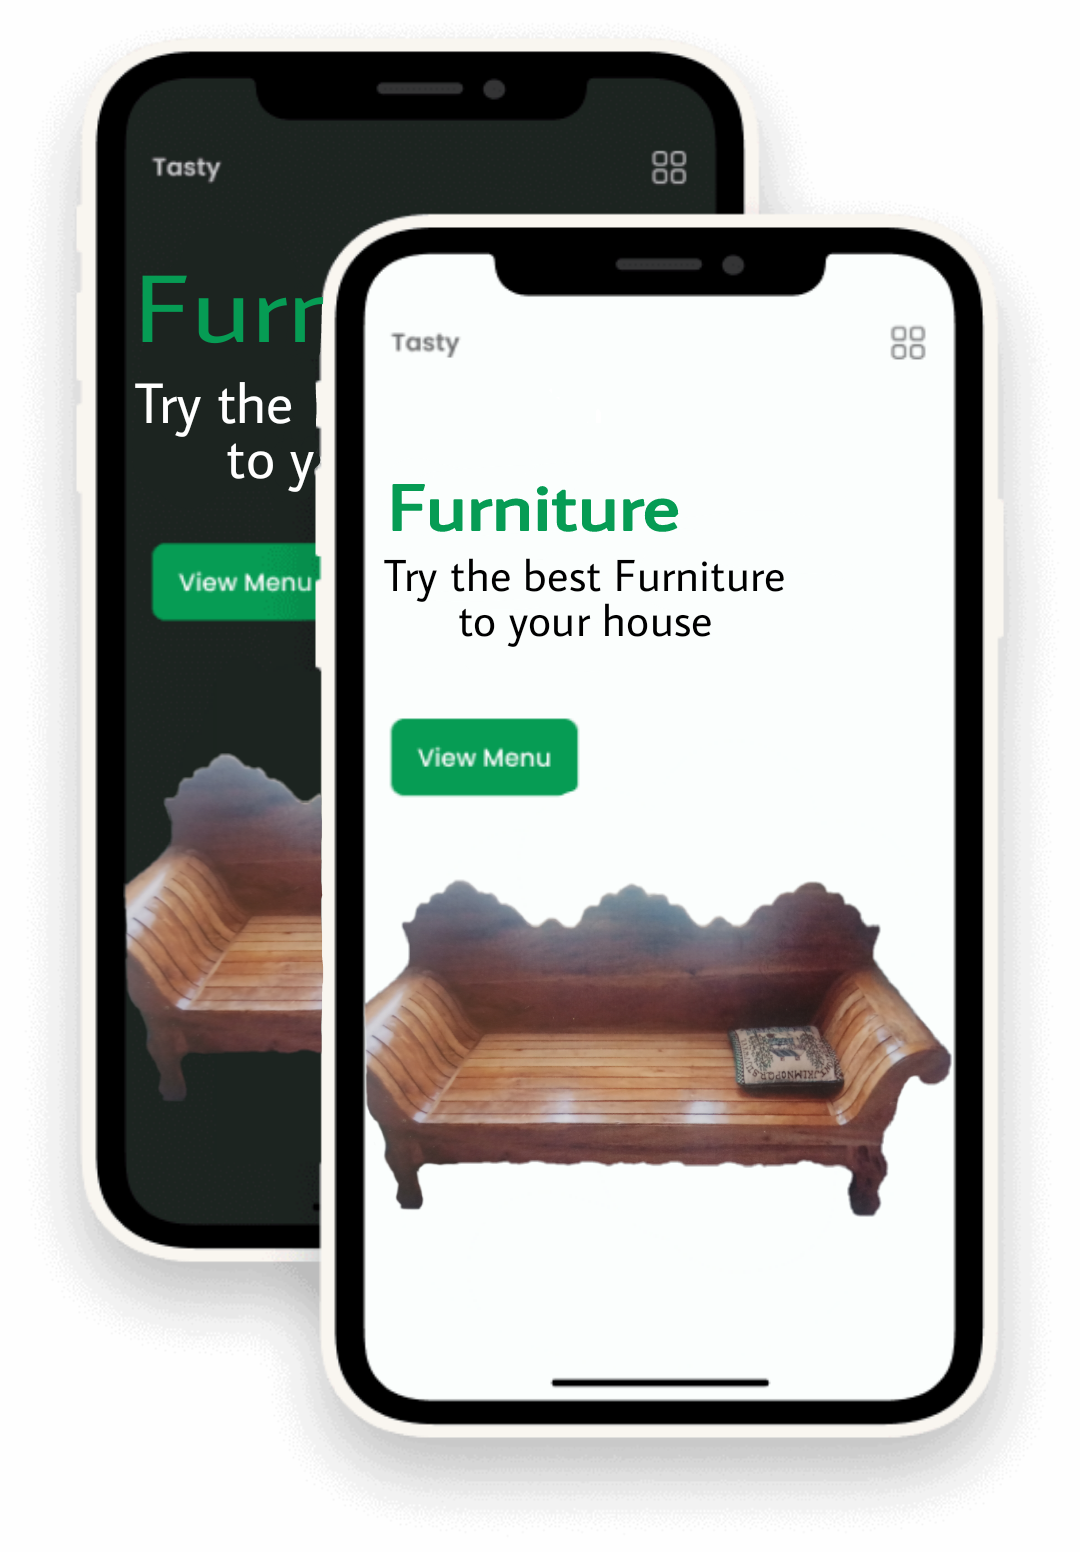 Tasty
Furn
Try the
to y
View Menu
Tasty
Furniture
Try the best Furniture
to your house
View Menu